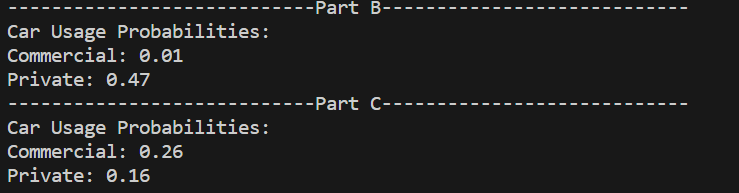 ----------------------------Part B----------------------------
Car Usage Probabilities:
Commercial: 0.01
Private: 0.47
----------------------------Part C----------------------------
Car Usage Probabilities:
Commercial: 0.26
Private: 0.16